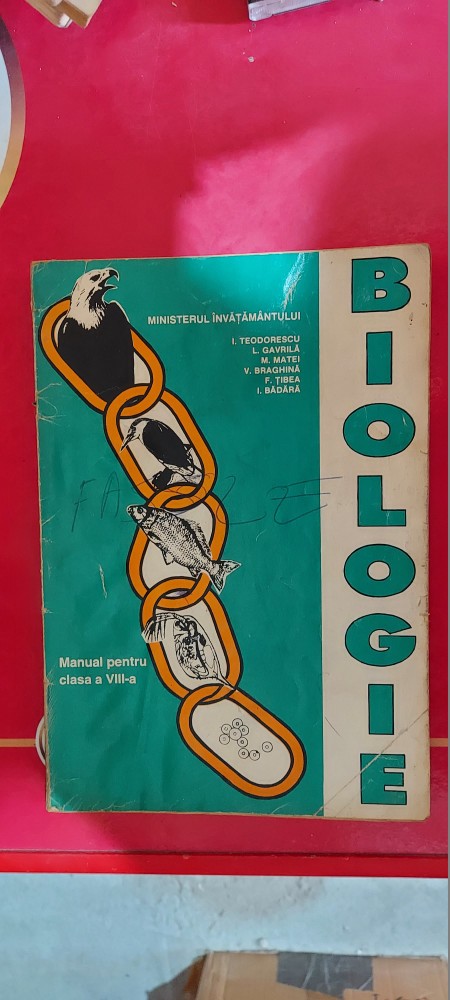 MINISTERUL ÎNVĂȚĂMÂNTULUI
I. TEODORESCU
L. GAVRILĂ
M. MATEI
V. BRAGHINĂ
F. ȚIBEA
I. BĂDĂRĂ
Manual pentru
clasa a VIII-a
BIOLOGIE